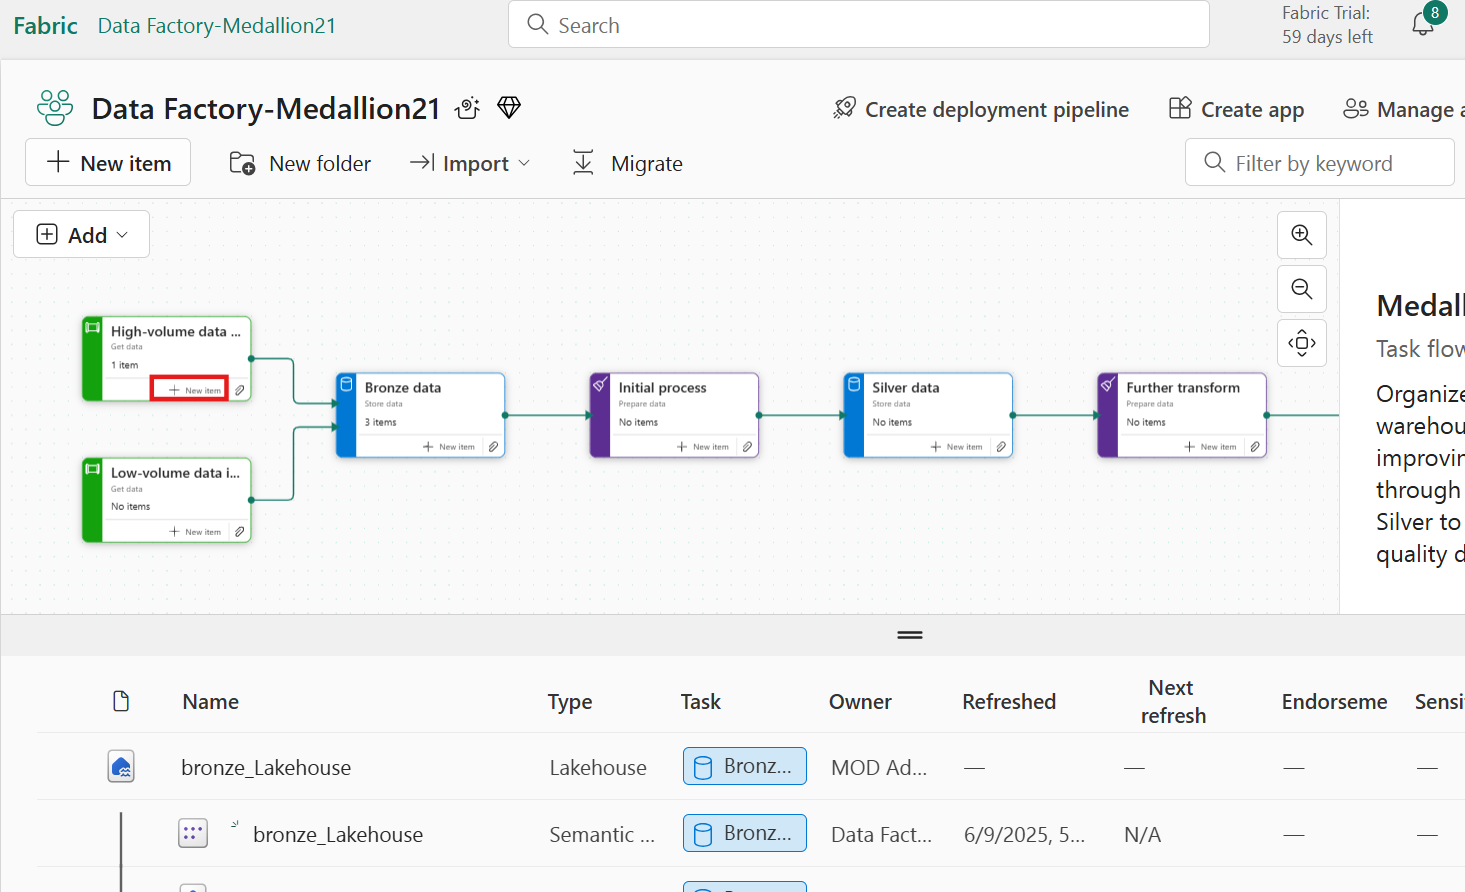 Fabric Data Factory-Medallion21
Search
Fabric Trial:
59 days left
8
Data Factory-Medallion21
Create deployment pipeline
Create app
Manage a
New item
New folder
Import
Migrate
Filter by keyword
Add
High-volume data ...
Get data
1 item
New item
Low-volume data i...
Get data
No items
New item
Bronze data
Store data
3 items
New item
Initial process
Prepare data
No items
New item
Silver data
Store data
No items
New item
Further transform
Prepare data
No items
New item
Medall
Task flow
Organize
warehou
improvin
through
Silver to
quality d
Name Type Task Owner Refreshed Next refresh Endorseme Sensi
bronze_Lakehouse Lakehouse Bronz... MOD Ad... — — — —
bronze_Lakehouse Semantic ... Bronz... Data Fact... 6/9/2025, 5... N/A — —